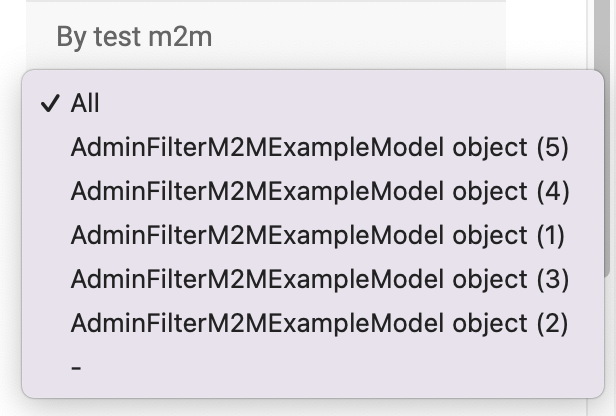 By test m2m
✓ All
AdminFilterM2MExampleModel object (5)
AdminFilterM2MExampleModel object (4)
AdminFilterM2MExampleModel object (1)
AdminFilterM2MExampleModel object (3)
AdminFilterM2MExampleModel object (2)
-